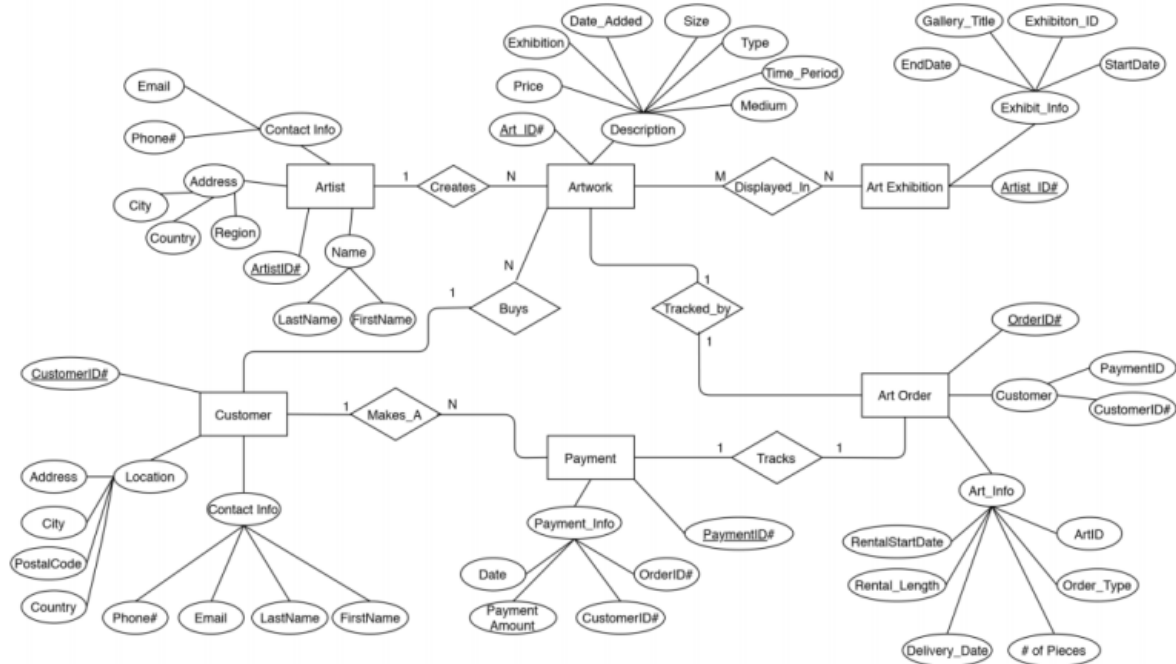 Date_Added
Size
Gallery_Title
Exhibiton_ID
Exhibition
Type
EndDate
StartDate
Email
Price
Time_Period
Medium
Exhibit_Info
Phone#
Contact Info
Art_ID#
Description
Address
Artist
1
Creates
N
Artwork
M
Displayed_In
N
Art Exhibition
Artist_ID#
City
Country
Region
Name
ArtistID#
N
1
LastName
FirstName
1
Buys
Tracked_by
1
OrderID#
CustomerID#
PaymentID
Customer
1
Makes_A
N
Art Order
Customer
CustomerID#
Payment
1
Tracks
1
Address
Location
Art_Info
City
Contact Info
Payment_Info
PaymentID#
RentalStartDate
ArtID
PostalCode
Date
OrderID#
Rental_Length
Order_Type
Country
Phone#
Email
LastName
FirstName
Payment
Amount
CustomerID#
Delivery_Date
# of Pieces